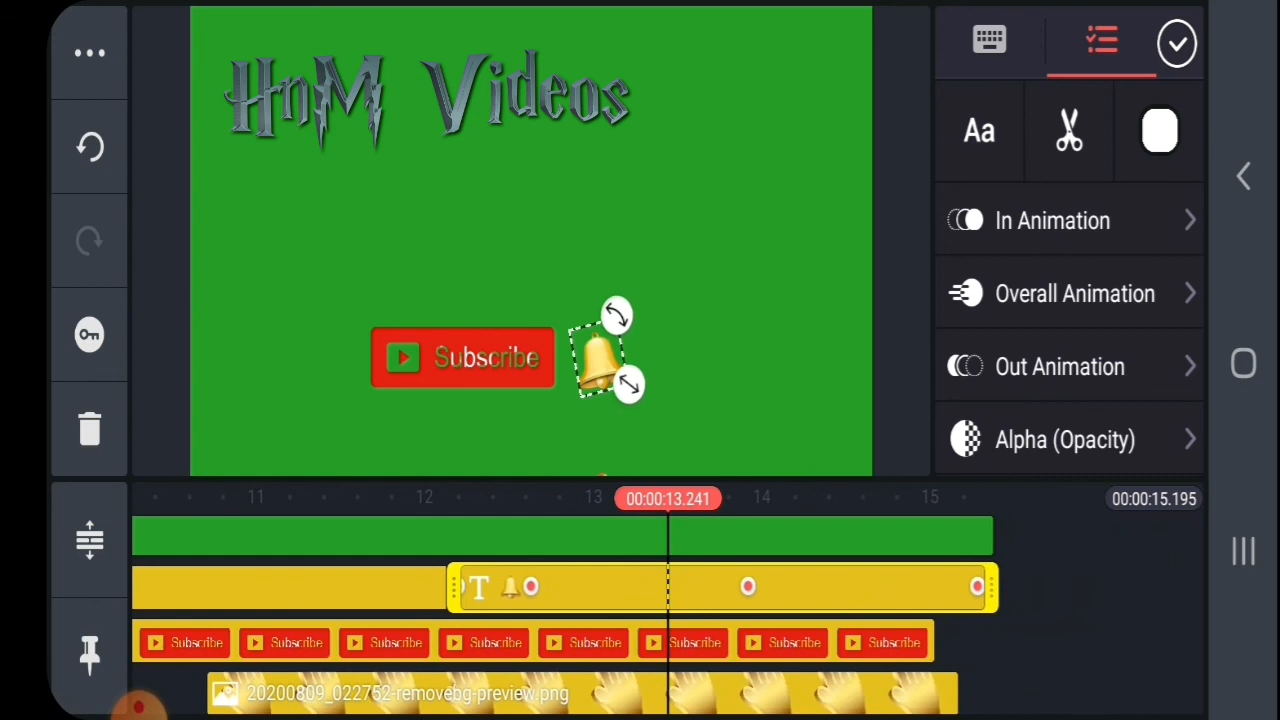 HnM Videos
Aa
In Animation
Overall Animation
Out Animation
Alpha (Opacity)
Subscribe
11
12
13
00:00:13.241
14
15
00:00:15.195
T
Subscribe Subscribe Subscribe Subscribe Subscribe Subscribe Subscribe Subscribe
20200809_022752-removebg-preview.png